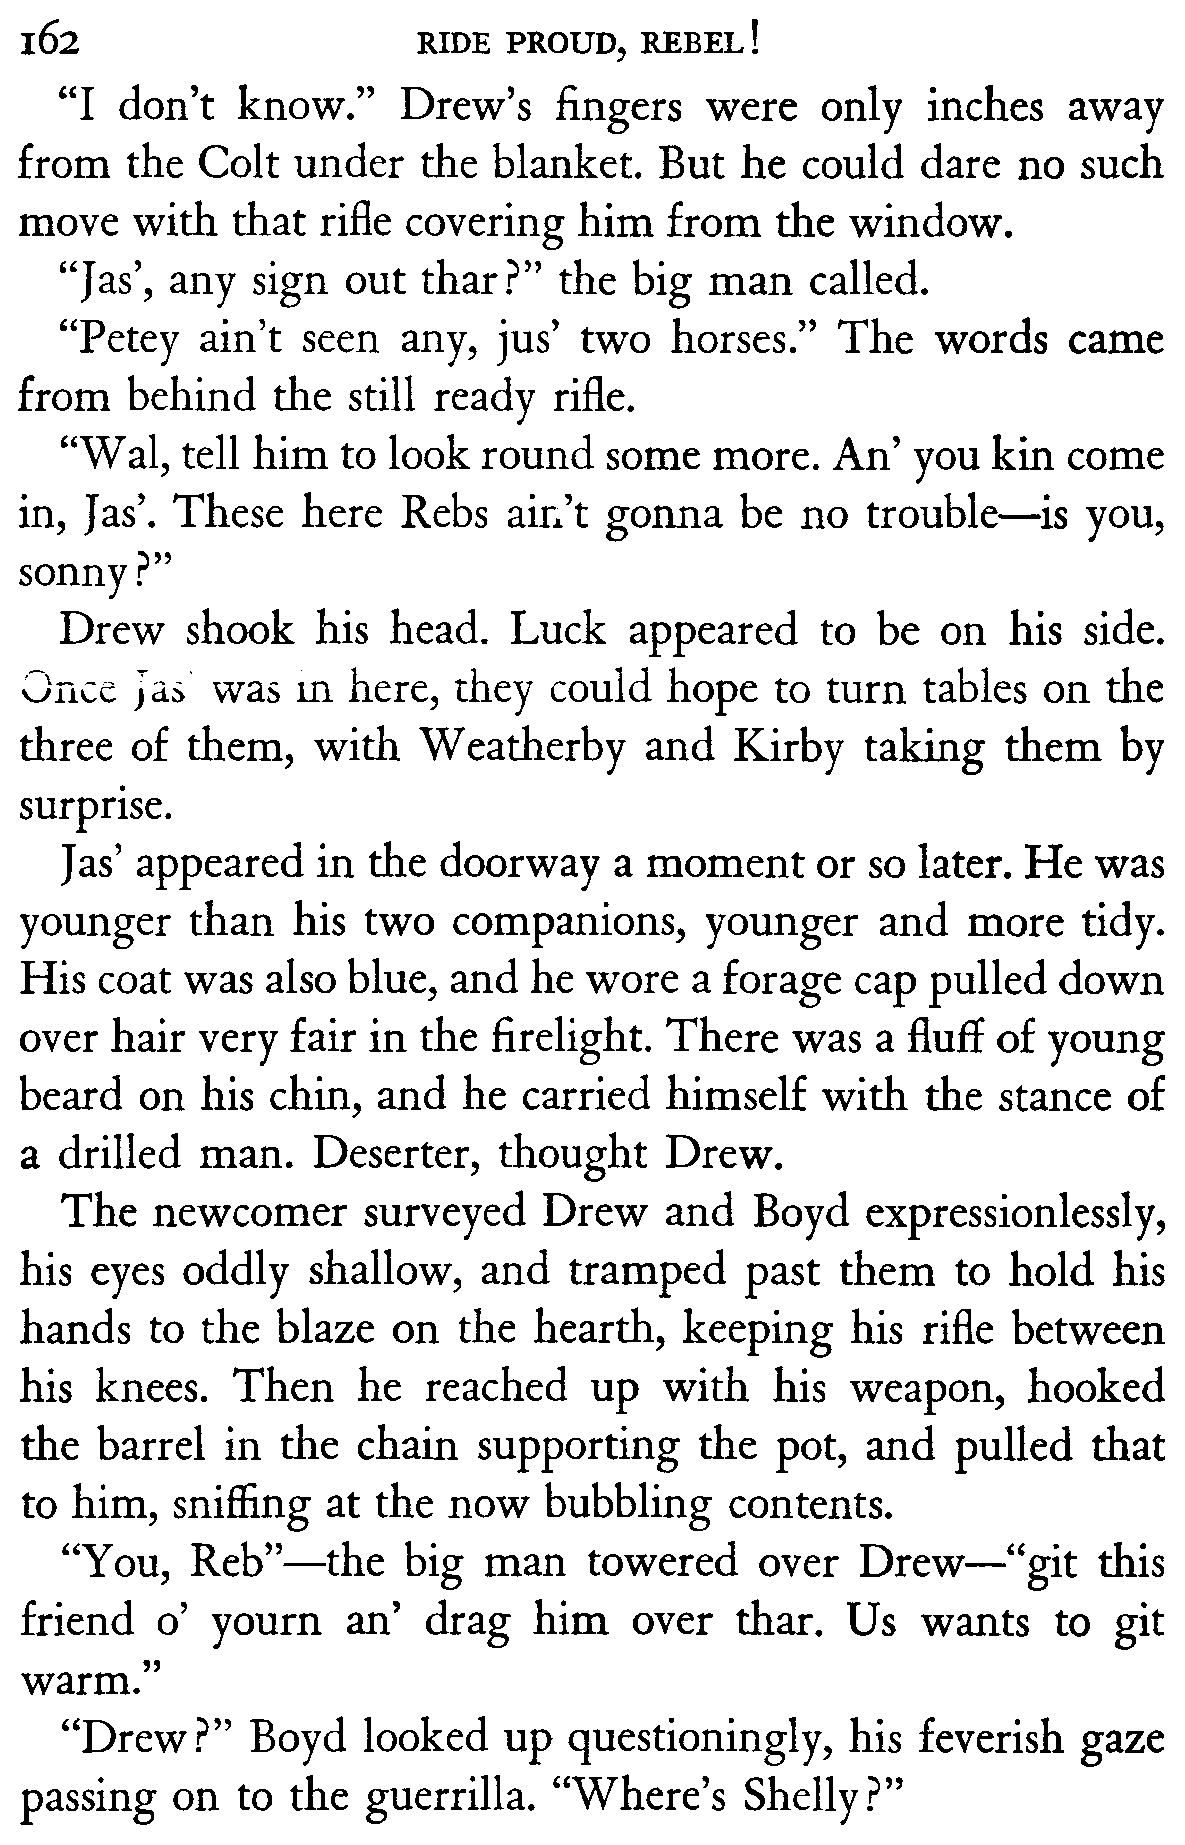 162 RIDE PROUD, REBEL!
“I don’t know.” Drew’s fingers were only inches away
from the Colt under the blanket. But he could dare no such
move with that rifle covering him from the window.
“Jas’, any sign out thar?” the big man called.
“Petey ain’t seen any, jus’ two horses.” The words came
from behind the still ready rifle.
“Wal, tell him to look round some more. An’ you kin come
in, Jas’. These here Rebs ain’t gonna be no trouble—is you,
sonny?”
Drew shook his head. Luck appeared to be on his side.
Once Jas’ was in here, they could hope to turn tables on the
three of them, with Weatherby and Kirby taking them by
surprise.
Jas’ appeared in the doorway a moment or so later. He was
younger than his two companions, younger and more tidy.
His coat was also blue, and he wore a forage cap pulled down
over hair very fair in the firelight. There was a fluff of young
beard on his chin, and he carried himself with the stance of
a drilled man. Deserter, thought Drew.
The newcomer surveyed Drew and Boyd expressionlessly,
his eyes oddly shallow, and tramped past them to hold his
hands to the blaze on the hearth, keeping his rifle between
his knees. Then he reached up with his weapon, hooked
the barrel in the chain supporting the pot, and pulled that
to him, sniffing at the now bubbling contents.
“You, Reb”—the big man towered over Drew—“git this
friend o’ yourn an’ drag him over thar. Us wants to git
warm.”
“Drew?” Boyd looked up questioningly, his feverish gaze
passing on to the guerrilla. “Where’s Shelly?”